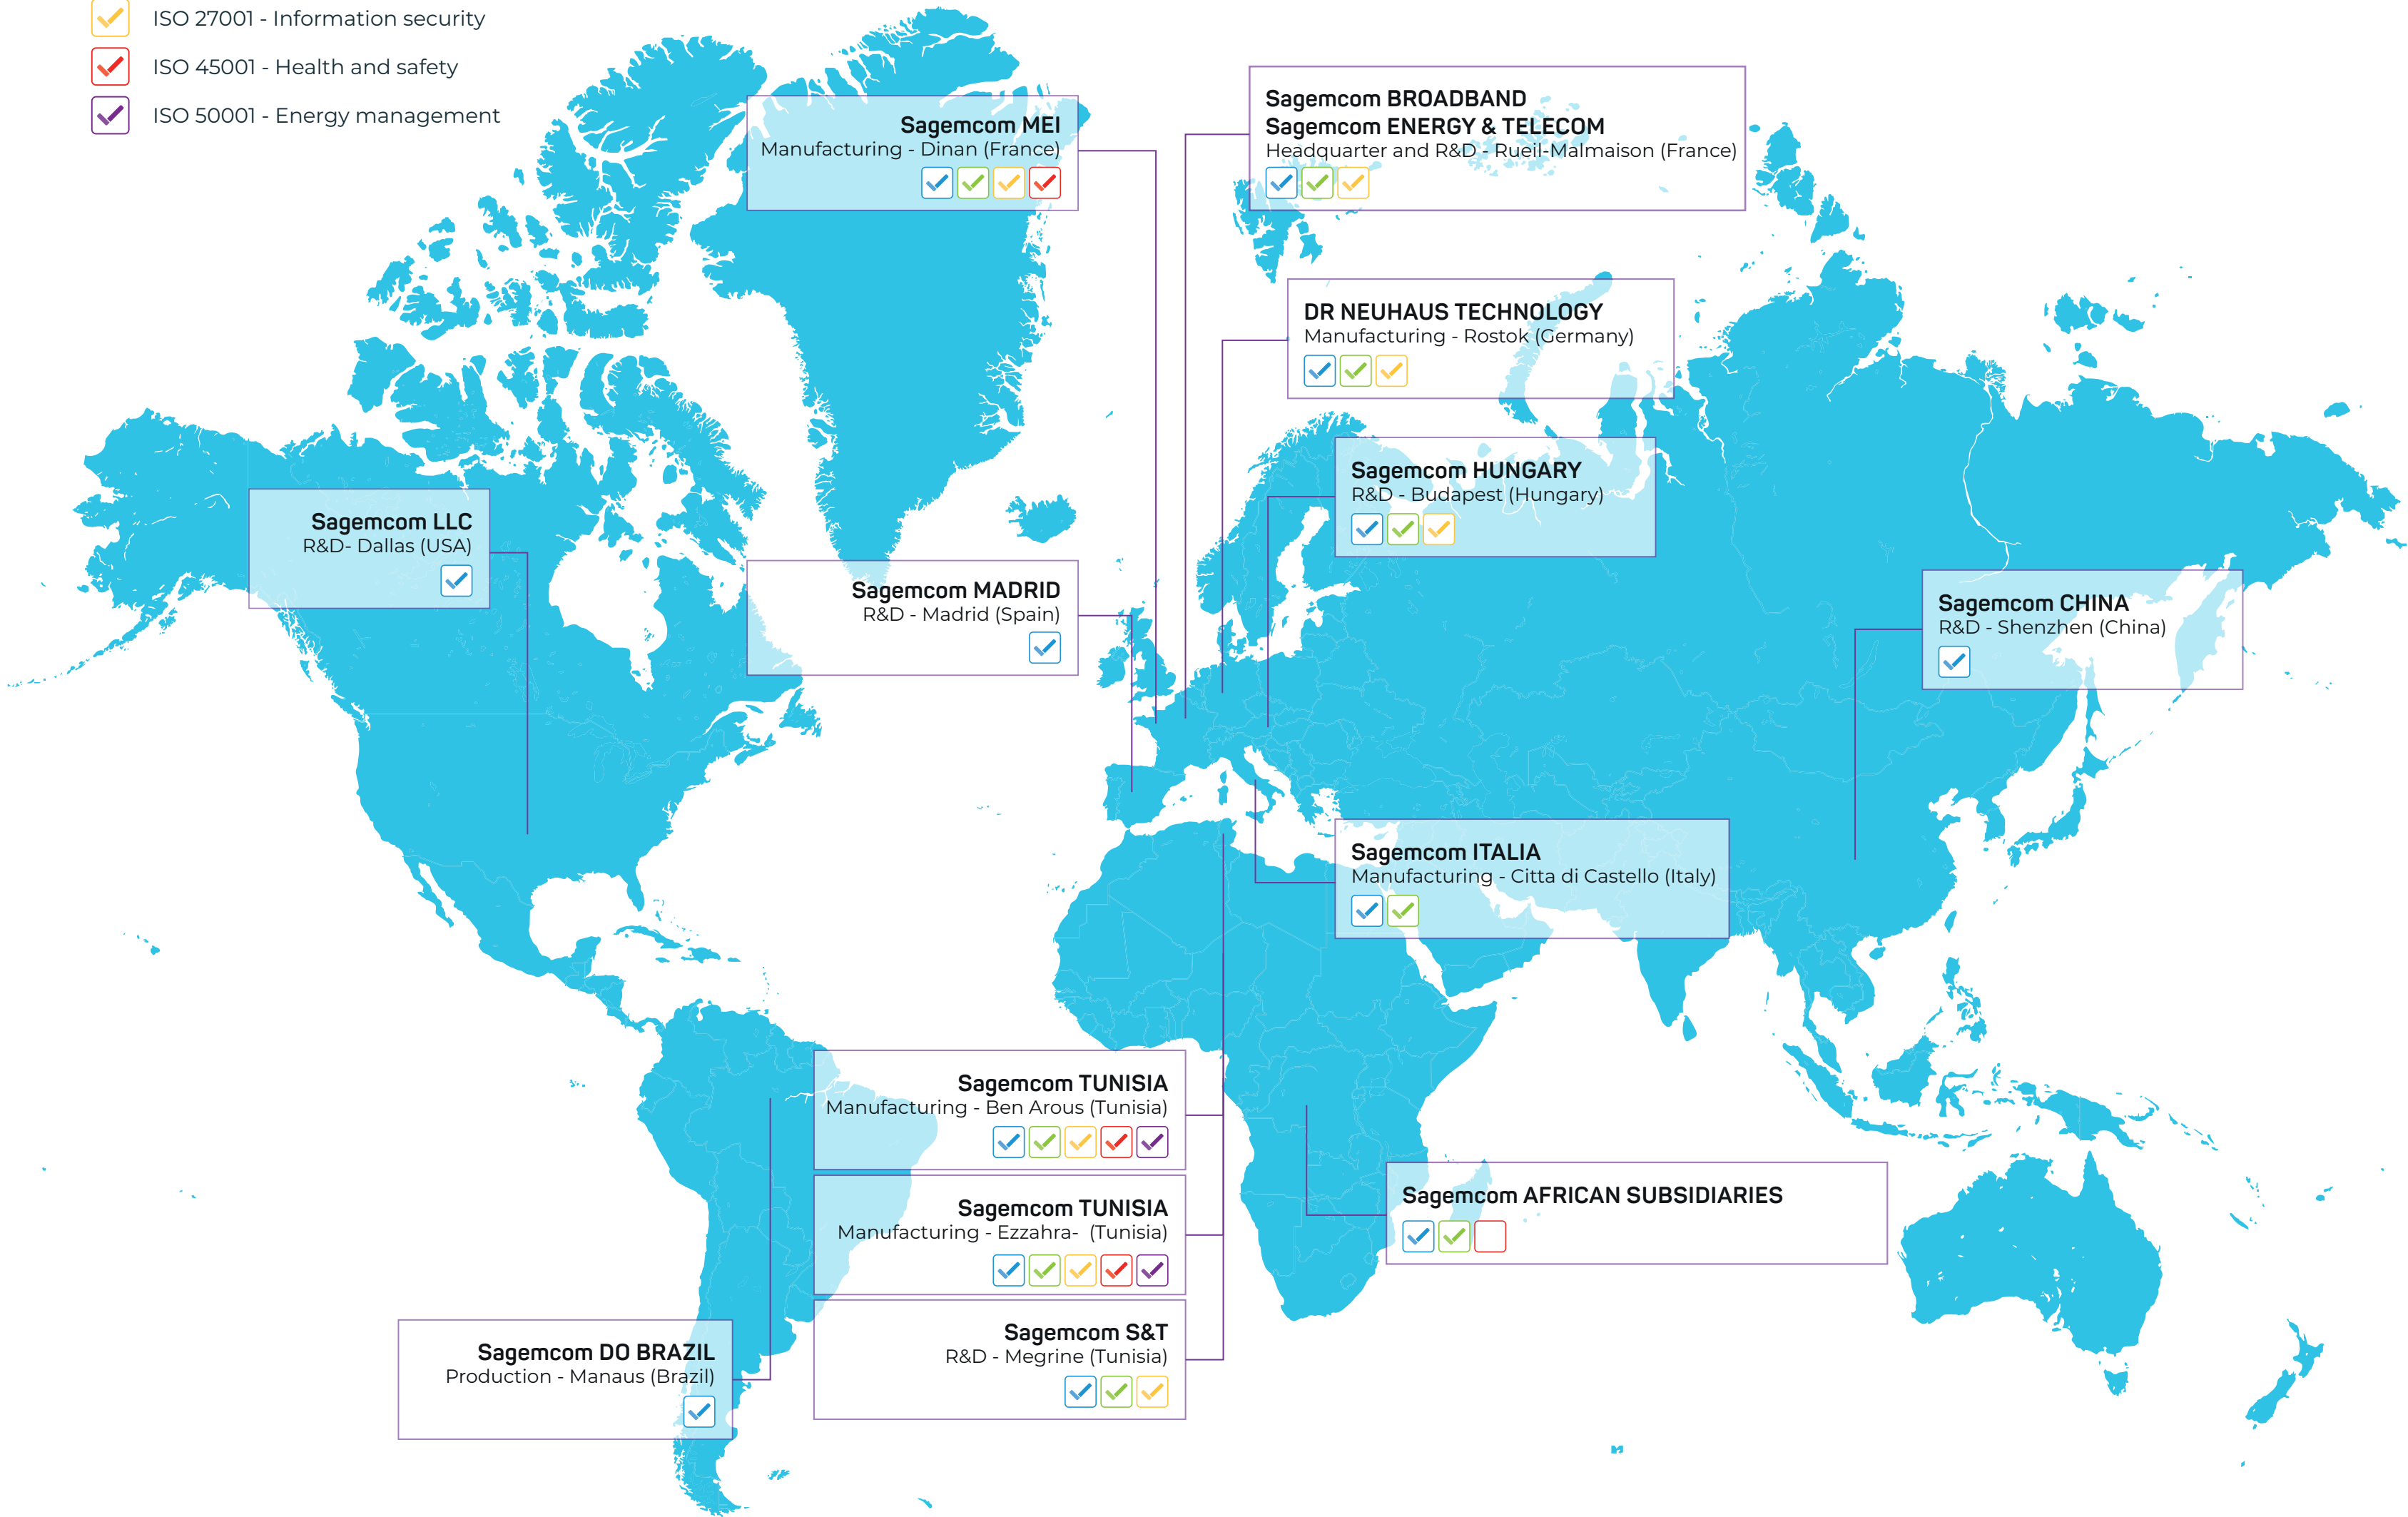 ISO 27001 - Information security
ISO 45001 - Health and safety
ISO 50001 - Energy management
Sagemcom MEI
Manufacturing - Dinan (France)
Sagemcom BROADBAND
Sagemcom ENERGY & TELECOM
Headquarter and R&D - Rueil-Malmaison (France)
DR NEUHAUS TECHNOLOGY
Manufacturing - Rostok (Germany)
Sagemcom HUNGARY
R&D - Budapest (Hungary)
Sagemcom LLC
R&D- Dallas (USA)
Sagemcom MADRID
R&D - Madrid (Spain)
Sagemcom CHINA
R&D - Shenzhen (China)
Sagemcom ITALIA
Manufacturing - Citta di Castello (Italy)
Sagemcom TUNISIA
Manufacturing - Ben Arous (Tunisia)
Sagemcom TUNISIA
Manufacturing - Ezzahra- (Tunisia)
Sagemcom AFRICAN SUBSIDIARIES
Sagemcom S&T
R&D - Megrine (Tunisia)
Sagemcom DO BRAZIL
Production - Manaus (Brazil)